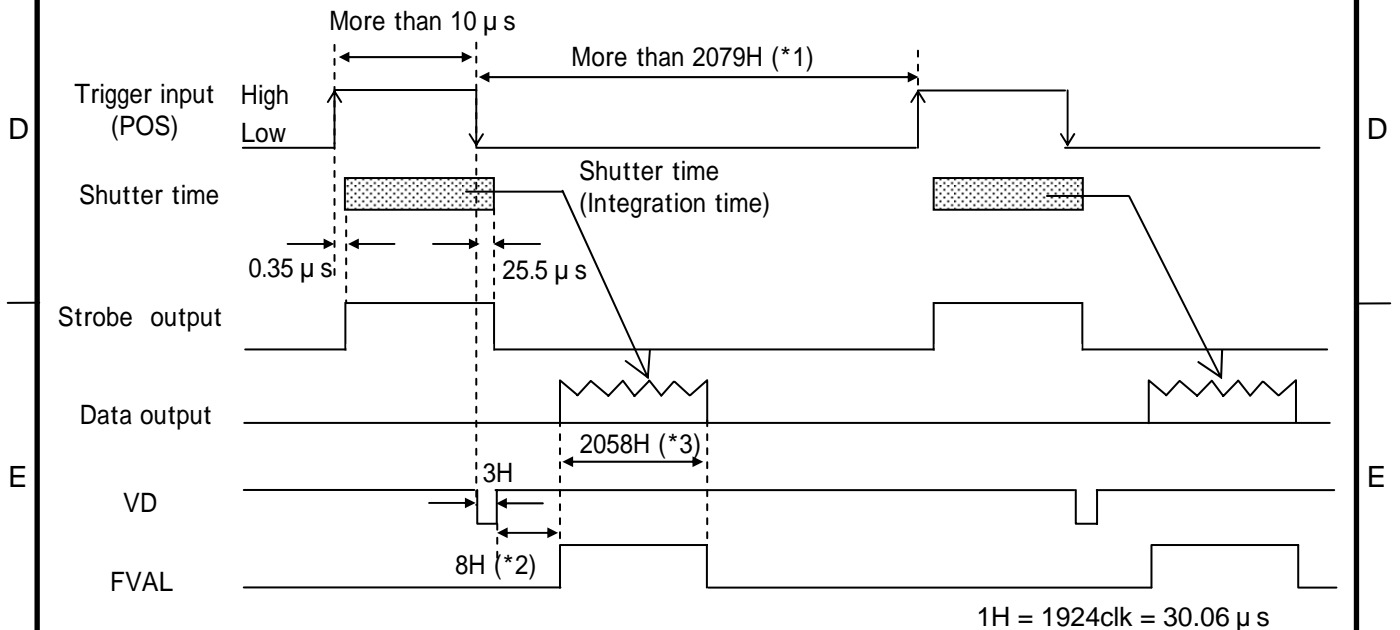 More than 10 μ s
More than 2079H (*1)
Trigger input
(POS)
High
Low
D
D
Shutter time
Shutter time
(Integration time)
0.35 μ s
25.5 μ s
Strobe output
Data output
2058H (*3)
E
E
3H
VD
8H (*2)
FVAL
1H = 1924clk = 30.06 μ s